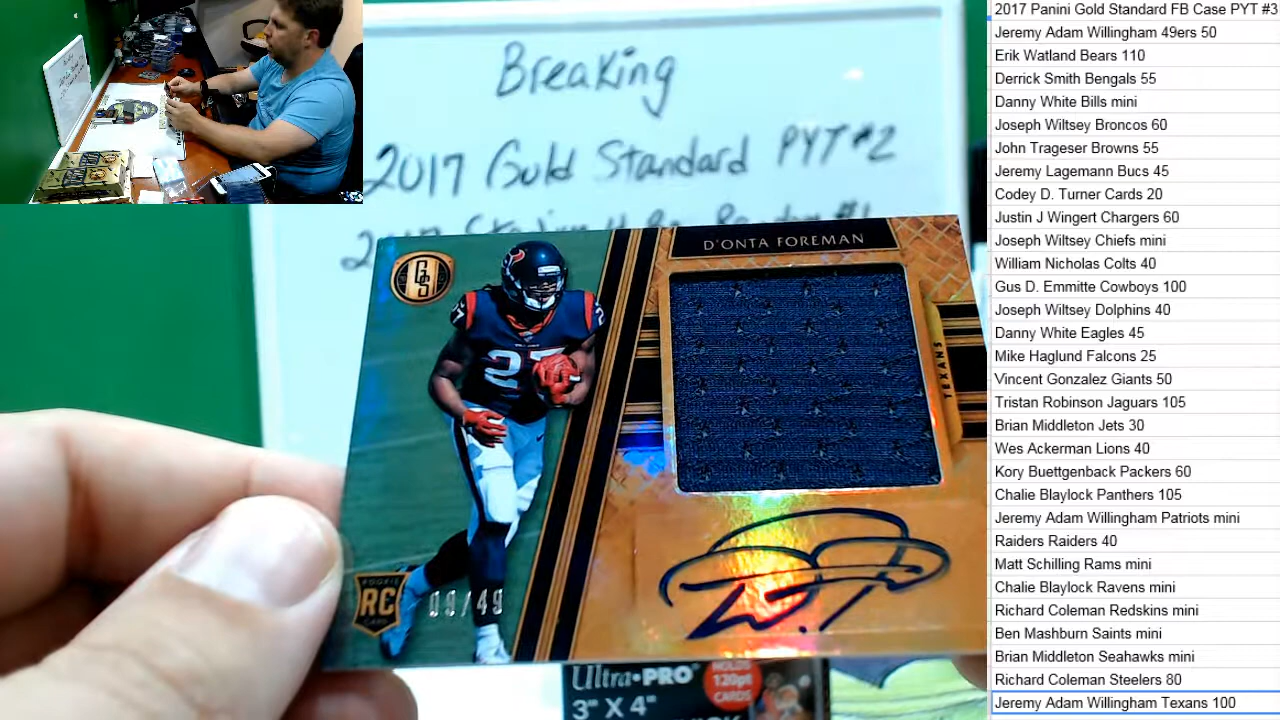 Breaking
2017 Gold Standard PYT #2
D'ONTA FOREMAN
GS
27
TEXANS
ROOKIE
RC
CARD
09/49
Ultra•PRO
3" X 4"
HOLDS
120pt
CARDS
2017 Panini Gold Standard FB Case PYT #3
Jeremy Adam Willingham 49ers 50
Erik Watland Bears 110
Derrick Smith Bengals 55
Danny White Bills mini
Joseph Wiltsey Broncos 60
John Trageser Browns 55
Jeremy Lagemann Bucs 45
Codey D. Turner Cards 20
Justin J Wingert Chargers 60
Joseph Wiltsey Chiefs mini
William Nicholas Colts 40
Gus D. Emmitte Cowboys 100
Joseph Wiltsey Dolphins 40
Danny White Eagles 45
Mike Haglund Falcons 25
Vincent Gonzalez Giants 50
Tristan Robinson Jaguars 105
Brian Middleton Jets 30
Wes Ackerman Lions 40
Kory Buettgenback Packers 60
Chalie Blaylock Panthers 105
Jeremy Adam Willingham Patriots mini
Raiders Raiders 40
Matt Schilling Rams mini
Chalie Blaylock Ravens mini
Richard Coleman Redskins mini
Ben Mashburn Saints mini
Brian Middleton Seahawks mini
Richard Coleman Steelers 80
Jeremy Adam Willingham Texans 100